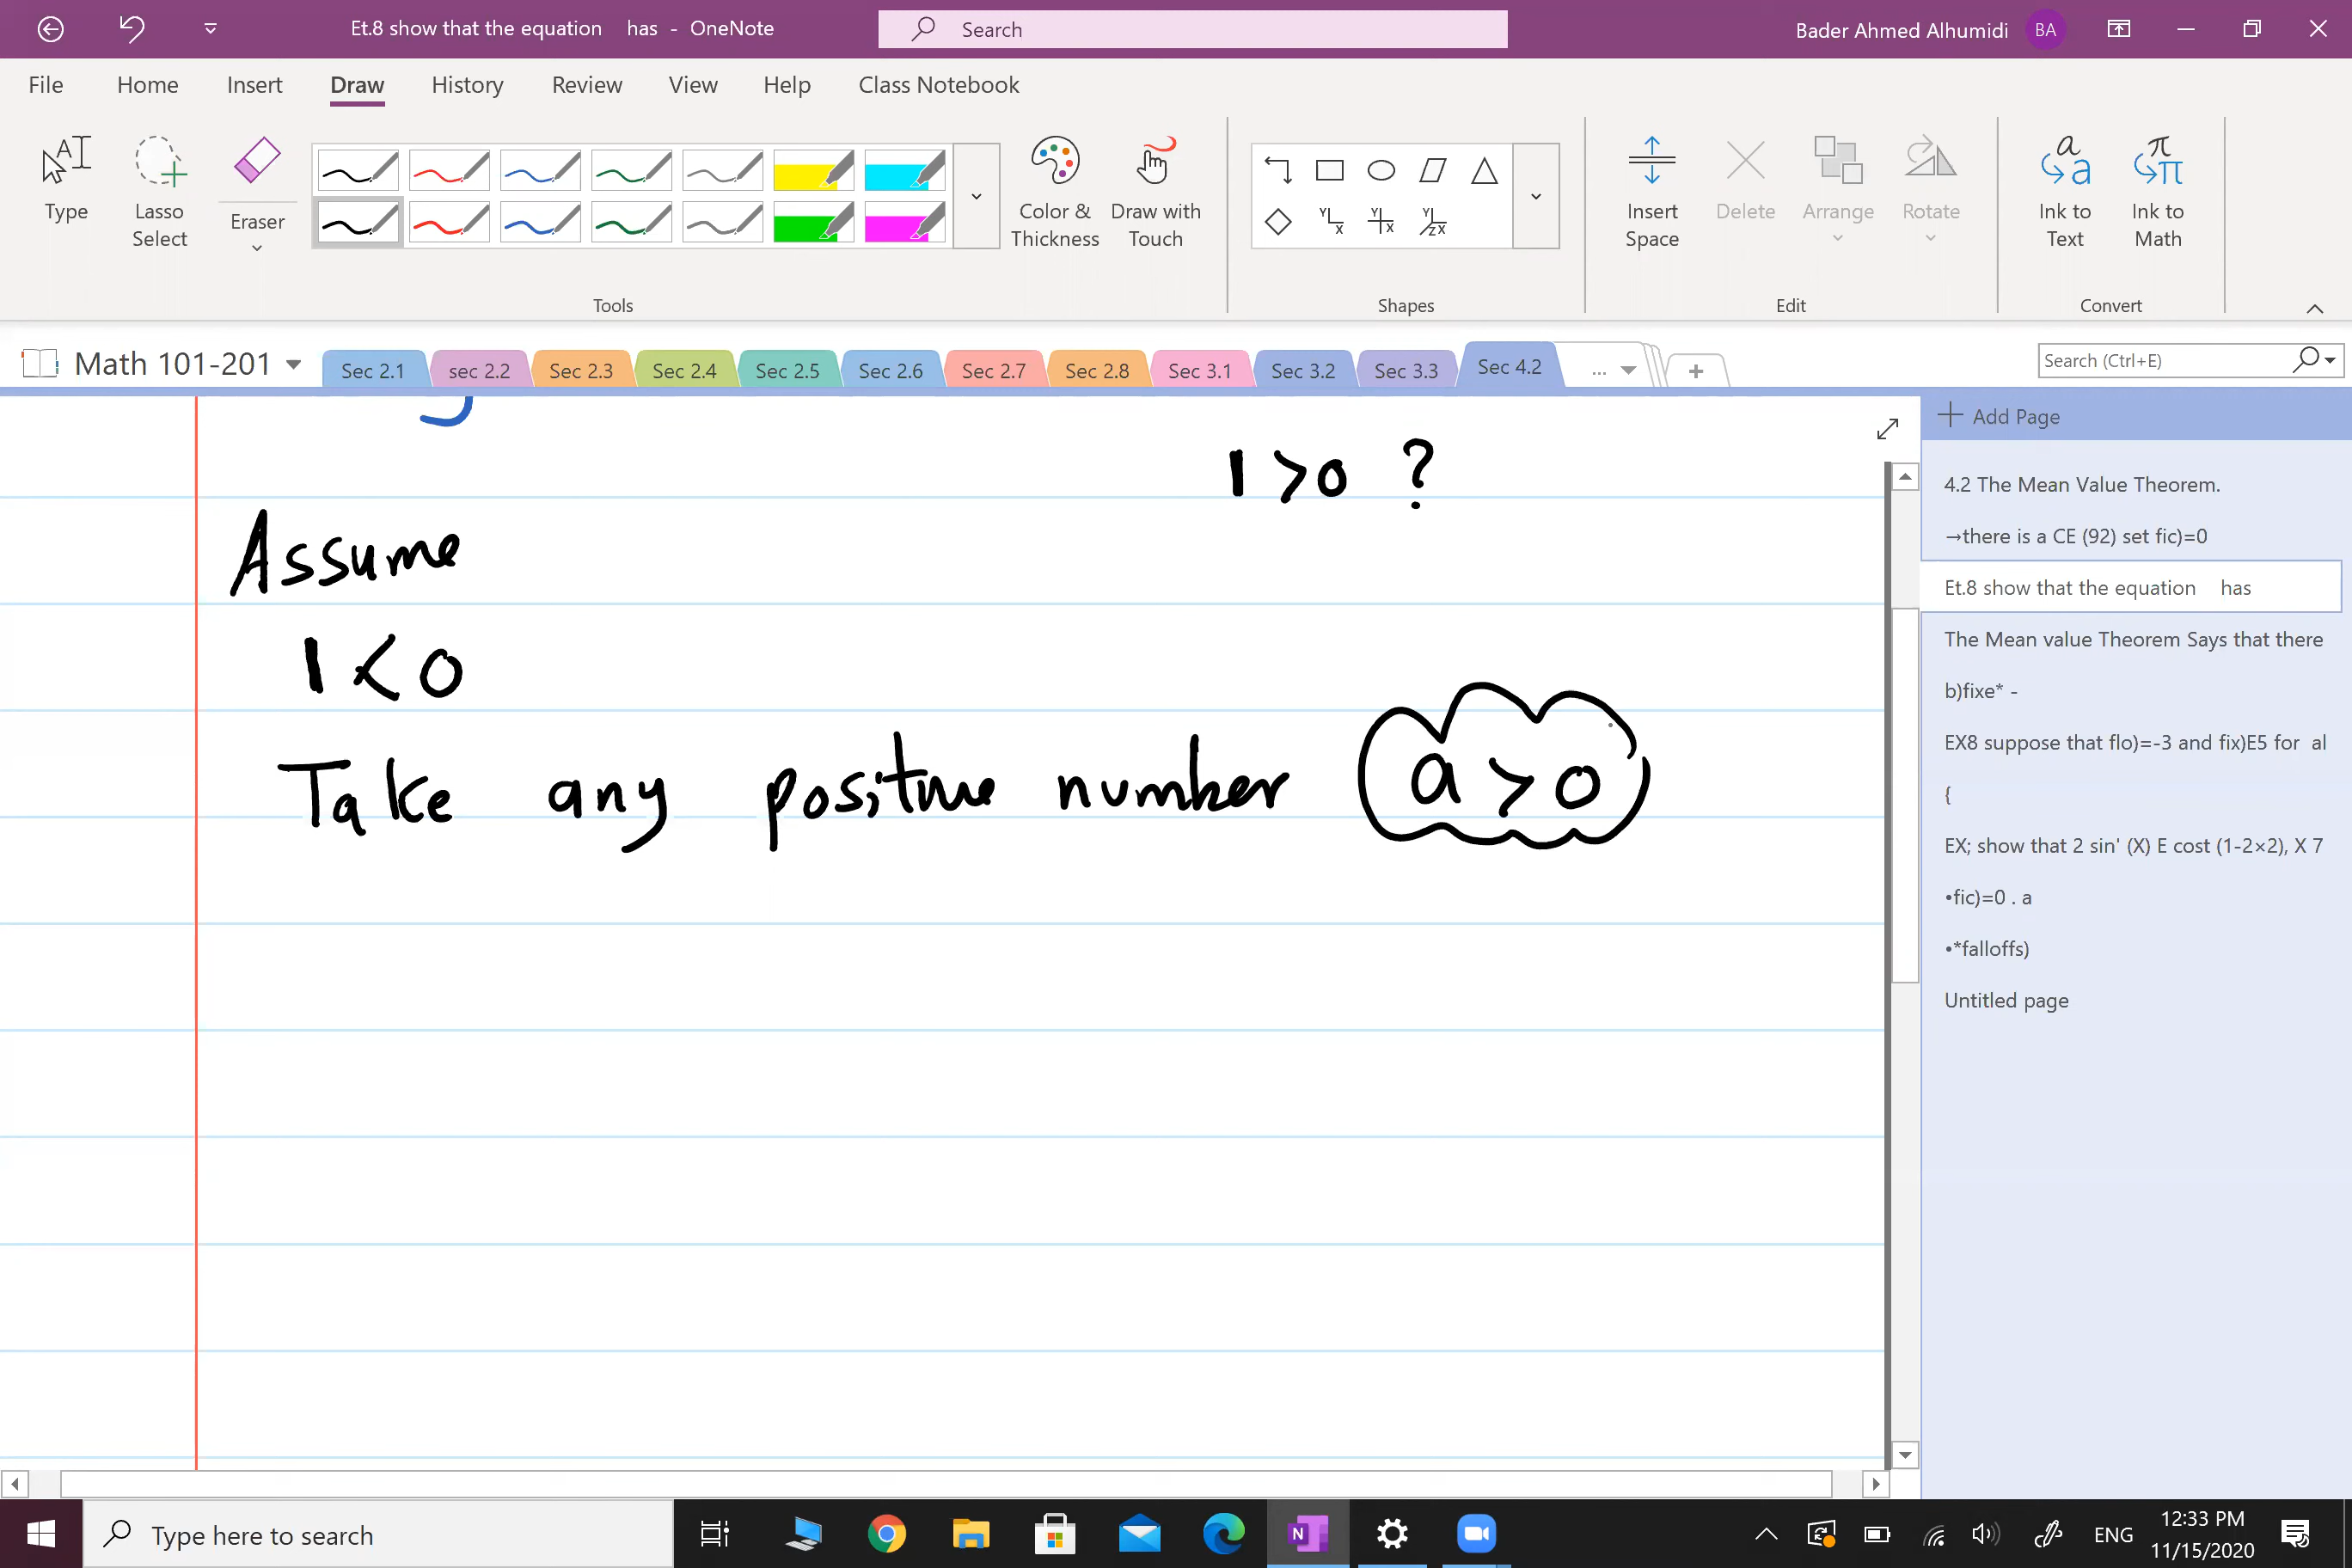 Et.8 show that the equation has - OneNote
Search
Bader Ahmed Alhumidi
BA
File Home Insert Draw History Review View Help Class Notebook
Type
Lasso Select
Eraser
Color & Thickness
Draw with Touch
Insert Space
Delete
Arrange
Rotate
Ink to Text
Ink to Math
Tools
Shapes
Edit
Convert
Math 101-201
Sec 2.1
sec 2.2
Sec 2.3
Sec 2.4
Sec 2.5
Sec 2.6
Sec 2.7
Sec 2.8
Sec 3.1
Sec 3.2
Sec 3.3
Sec 4.2
...
Search (Ctrl+E)
1 > 0 ?
Assume
1 < 0
Take any positive number a > 0
Add Page
4.2 The Mean Value Theorem.
→there is a CE (92) set fic)=0
Et.8 show that the equation has
The Mean value Theorem Says that there
b)fixe* -
EX8 suppose that flo)=-3 and fix)E5 for al
{
EX; show that 2 sin' (X) E cost (1-2×2), X 7
•fic)=0 . a
•*falloffs)
Untitled page
Type here to search
ENG
12:33 PM
11/15/2020